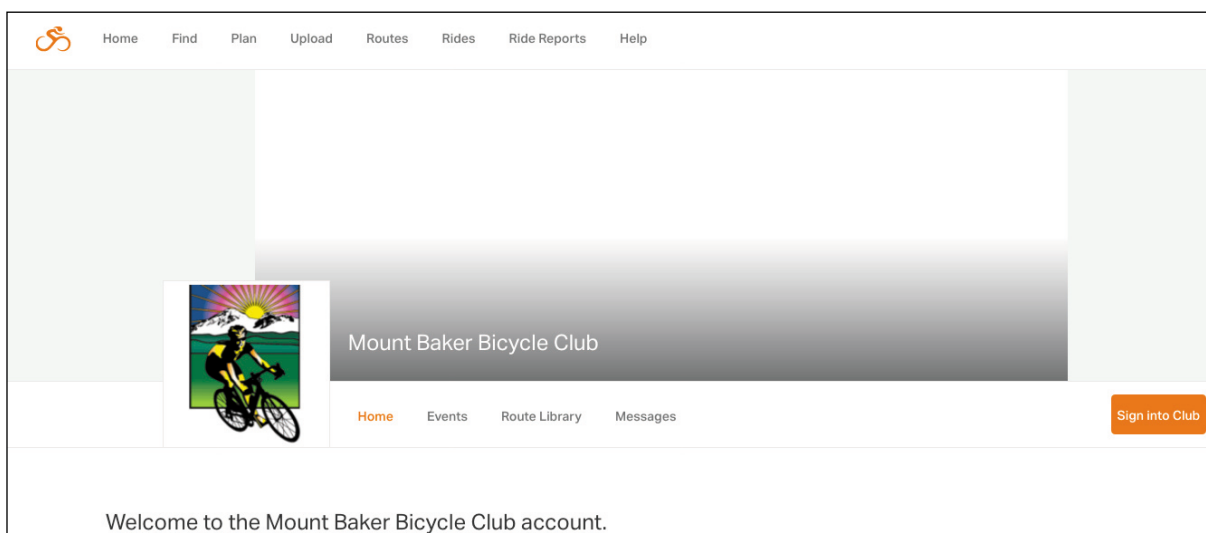 Home Find Plan Upload Routes Rides Ride Reports Help
Mount Baker Bicycle Club
Home Events Route Library Messages Sign into Club
Welcome to the Mount Baker Bicycle Club account.